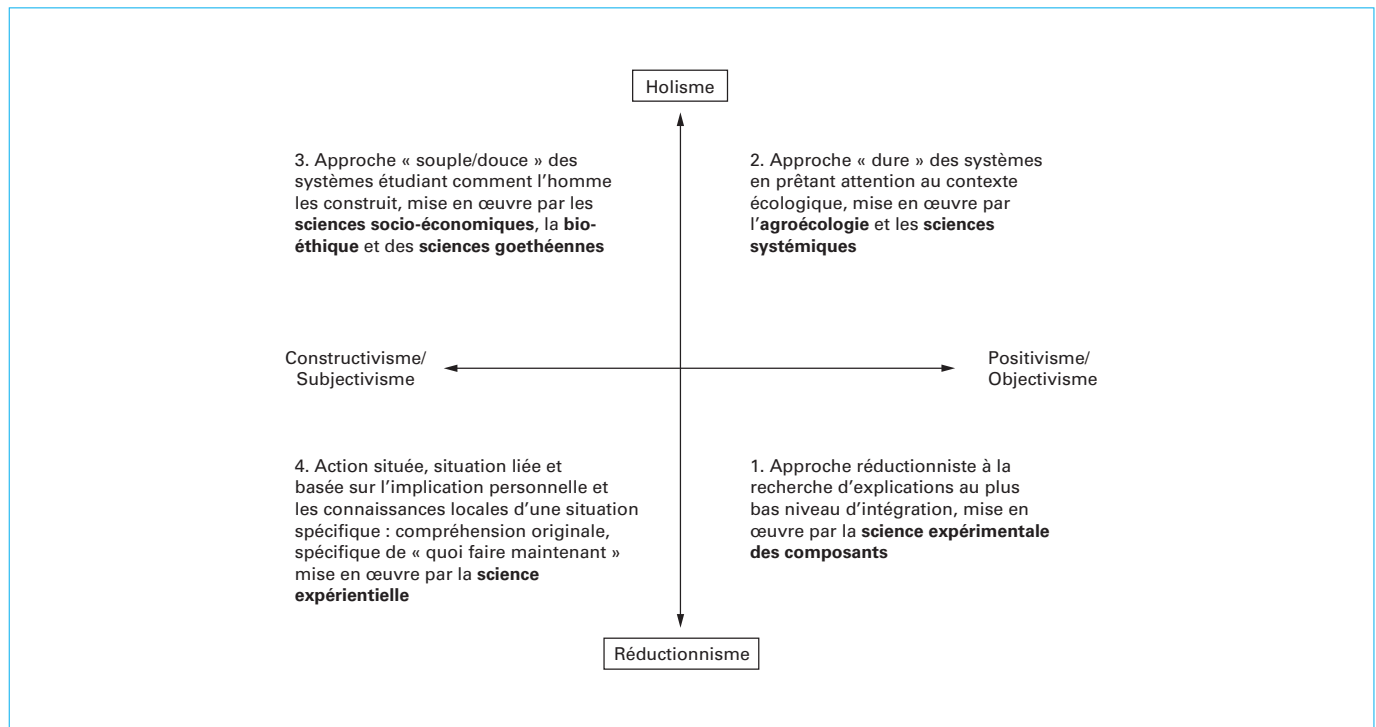 Holisme
3. Approche « souple/douce » des
systèmes étudiant comment l'homme
les construit, mise en œuvre par les
sciences socio-économiques, la bio-
éthique et des sciences goethéennes
2. Approche « dure » des systèmes
en prêtant attention au contexte
écologique, mise en œuvre par
l'agroécologie et les sciences
systémiques
Constructivisme/
Subjectivisme
Positivisme/
Objectivisme
4. Action située, situation liée et
basée sur l'implication personnelle et
les connaissances locales d'une situation
spécifique : compréhension originale,
spécifique de « quoi faire maintenant »
mise en œuvre par la science
expérientielle
1. Approche réductionniste à la
recherche d'explications au plus
bas niveau d'intégration, mise en
œuvre par la science expérimentale
des composants
Réductionnisme